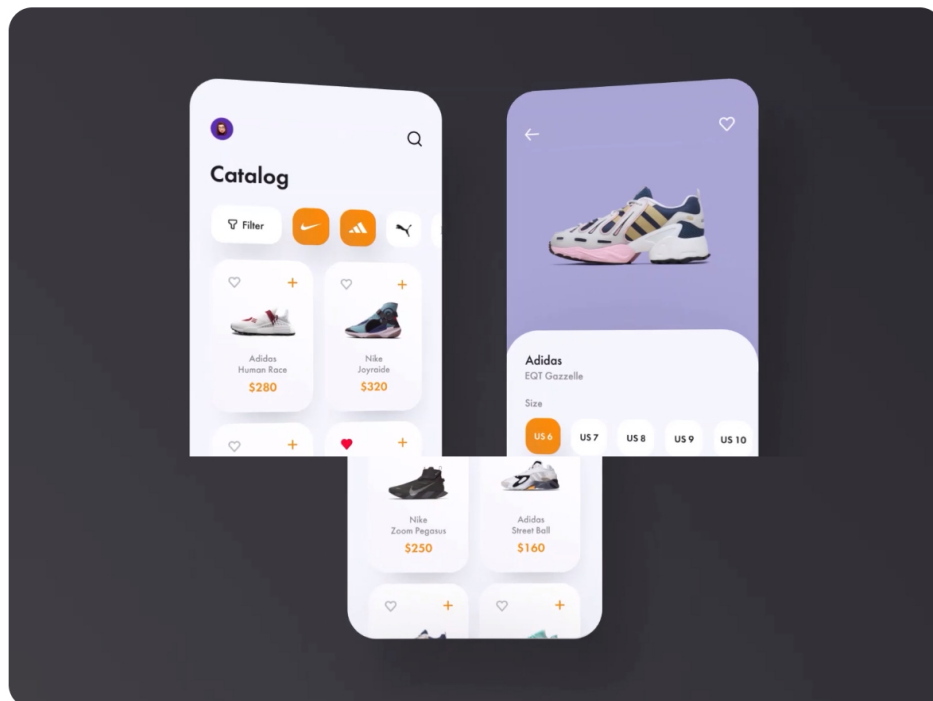 Catalog
Filter
Adidas
Human Race
$280
Nike
Joyraide
$320
Adidas
EQT Gazzelle
Size
US 6
US 7
US 8
US 9
US 10
Nike
Zoom Pegasus
$250
Adidas
Street Ball
$160